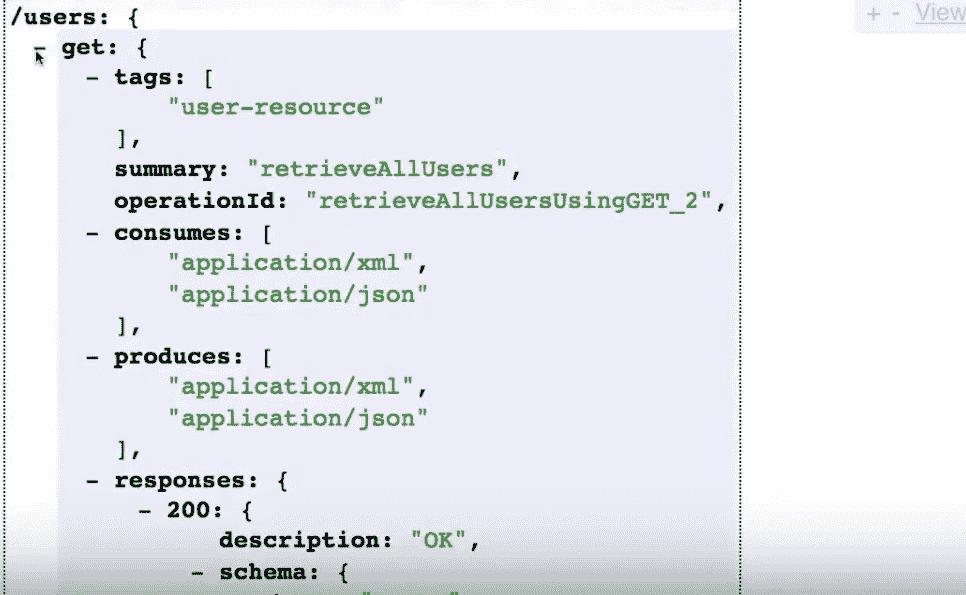 /users: {
- get: {
- tags: [
"user-resource"
],
summary: "retrieveAllUsers",
operationId: "retrieveAllUsersUsingGET_2",
- consumes: [
"application/xml",
"application/json"
],
- produces: [
"application/xml",
"application/json"
],
- responses: {
- 200: {
description: "OK",
- schema: {
+ - View